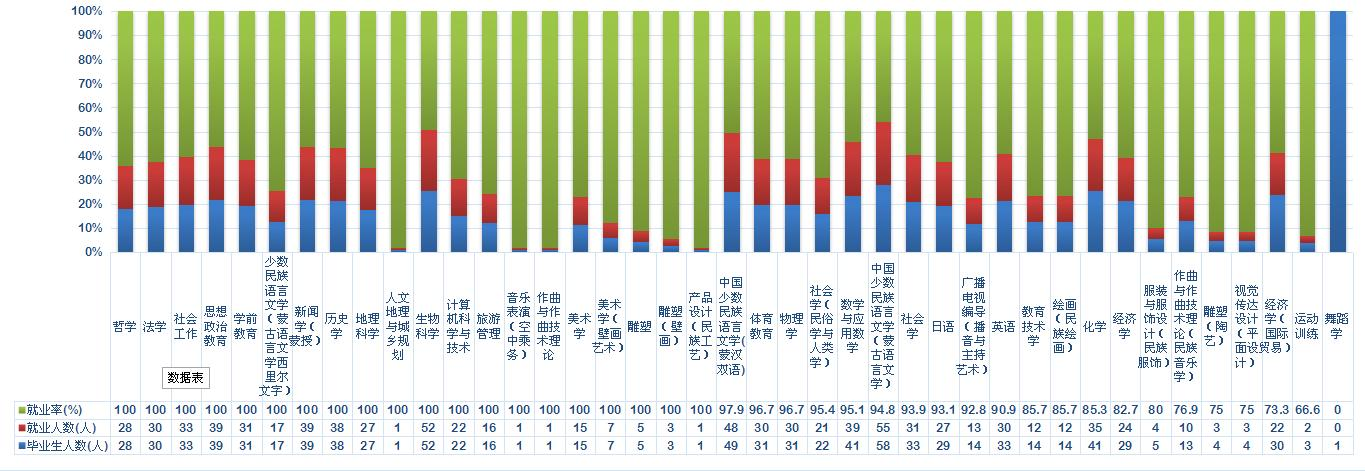 100%
90%
80%
70%
60%
50%
40%
30%
20%
10%
0%
哲学
法学
社会
工作
思想
政治
教育
学前
教育
少数
民族
语言
文学
（蒙
古语
言文
学西
里尔
文字）
新闻
学（蒙
授）
历史
学
地理
科学
人文
地理
与城
乡规
划
生物
科学
计算
机科
学与
技术
旅游
管理
音乐
表演
（空
中乘
务）
作曲
与作
曲技
术理
论
美术
学
美术
学（
壁画
艺术）
雕塑
雕塑
（壁
画）
产品
设计
（民
族工
艺）
中国
少数
民族
语言
文学(
蒙汉
双语)
体育
教育
物理
学
社会
学（
民俗
学与
人类
学）
数学
与应
用数
学
中国
少数
民族
语言
文学
（蒙
古语
言文
学）
社会
学
日语
广播
电视
编导
（播
音与
主持
艺术）
英语
教育
技术
学
绘画
（民
族绘
画）
化学
经济
学
服装
与服
饰设
计（
民族
服饰）
作曲
与作
曲技
术理
论（
民族
音乐
学）
雕塑
（陶
艺）
视觉
传达
设计
（平
面设
计）
经济
学（
国际
贸易）
运动
训练
舞蹈
学
数据表
就业率(%) 100 100 100 100 100 100 100 100 100 100 100 100 100 100 100 100 100 100 100 100 97.9 96.7 96.7 95.4 95.1 94.8 93.9 93.1 92.8 90.9 85.7 85.7 85.3 82.7 80 76.9 75 75 73.3 66.6 0
就业人数(人) 28 30 33 39 31 17 39 38 27 1 52 22 16 1 1 15 7 5 3 1 48 30 30 21 39 55 31 27 13 30 12 12 35 24 4 10 3 3 22 2 0
毕业生人数(人) 28 30 33 39 31 17 39 38 27 1 52 22 16 1 1 15 7 5 3 1 49 31 31 22 41 58 33 29 14 33 14 14 41 29 5 13 4 4 30 3 1